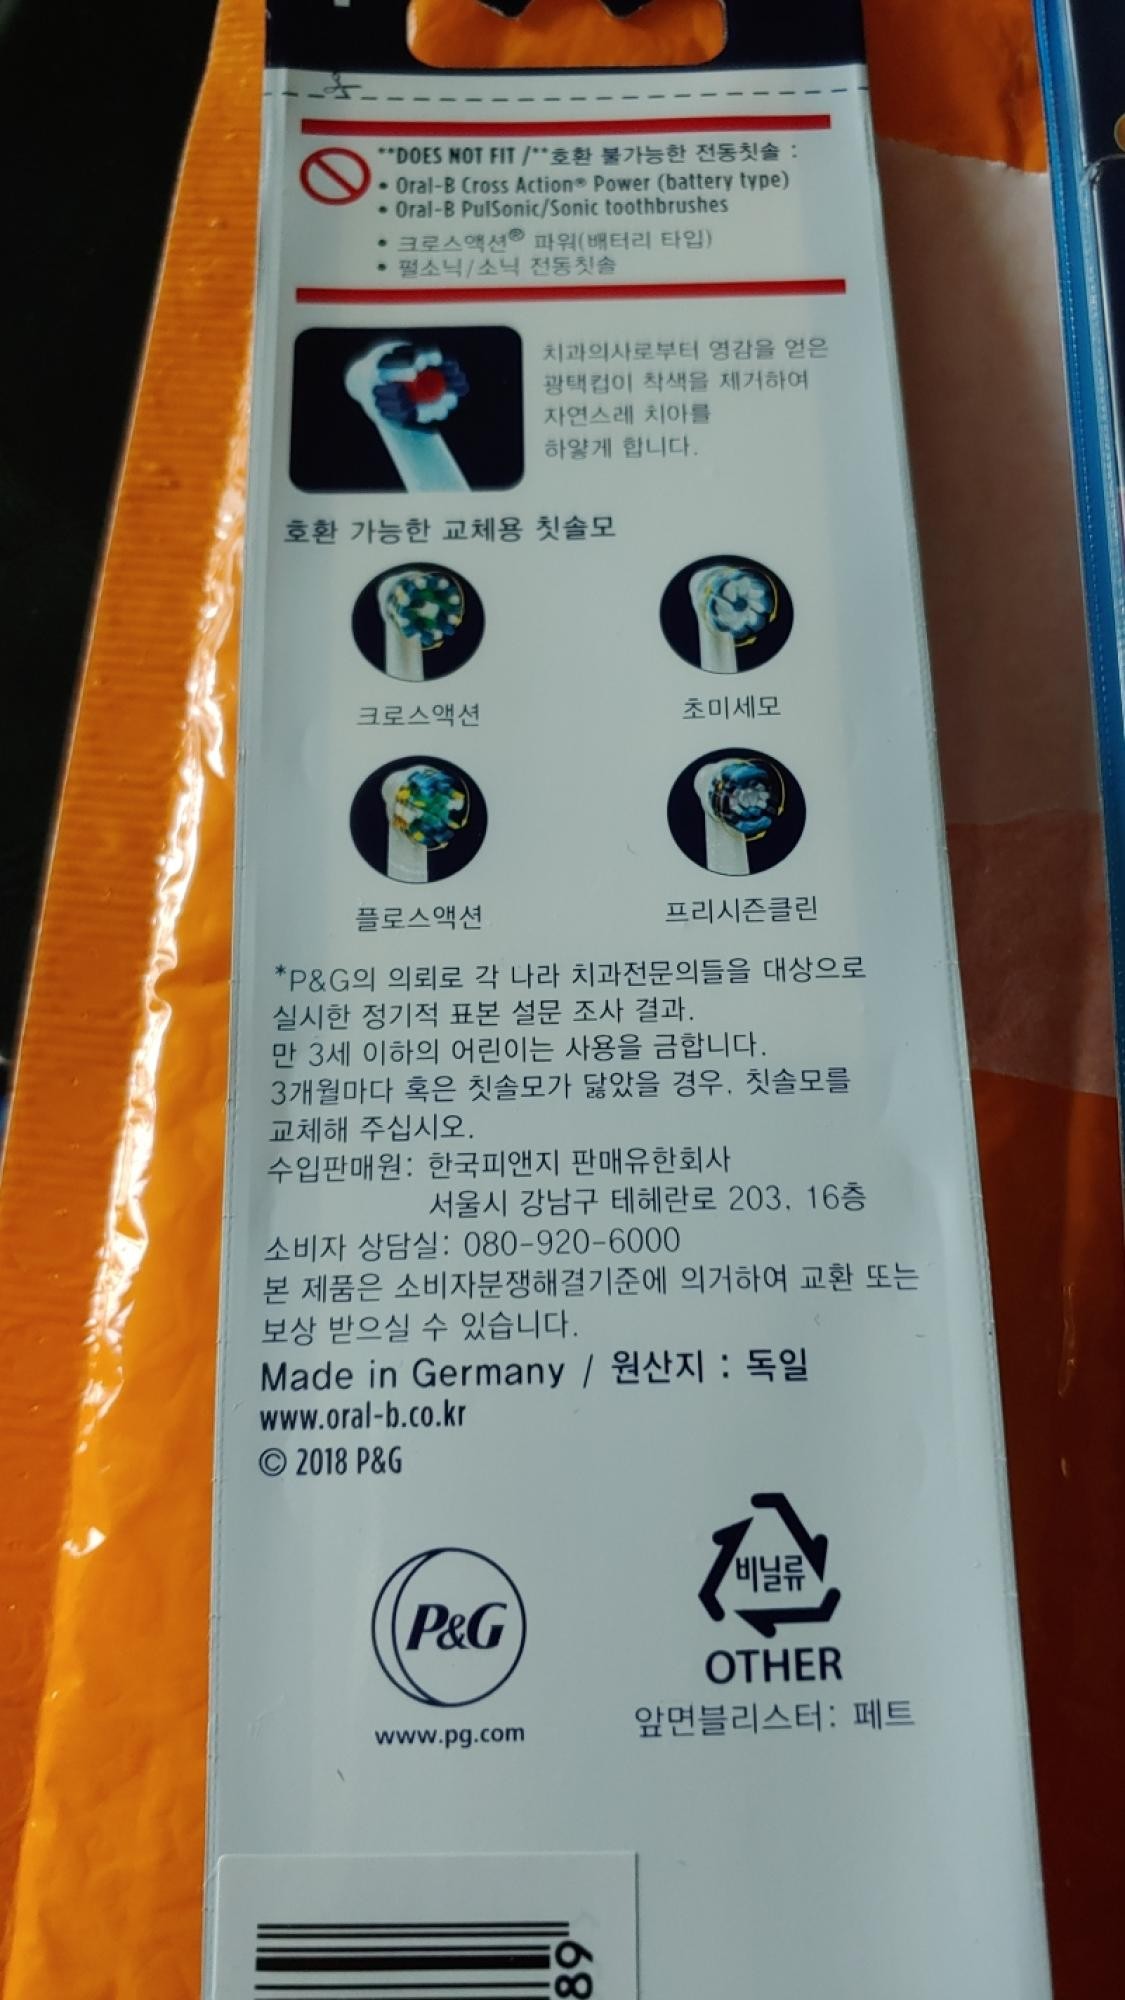 **DOES NOT FIT /**호환 불가능한 전동칫솔 :
• Oral-B Cross Action® Power (battery type)
• Oral-B PulSonic/Sonic toothbrushes
• 크로스액션® 파워(배터리 타입)
• 펄소닉/소닉 전동칫솔
치과의사로부터 영감을 얻은
광택컵이 착색을 제거하여
자연스레 치아를
하얗게 합니다.
호환 가능한 교체용 칫솔모
크로스액션
초미세모
플로스액션
프리시즌클린
*P&G의 의뢰로 각 나라 치과전문의들을 대상으로
실시한 정기적 표본 설문 조사 결과.
만 3세 이하의 어린이는 사용을 금합니다.
3개월마다 혹은 칫솔모가 닳았을 경우, 칫솔모를
교체해 주십시오.
수입판매원: 한국피앤지 판매유한회사
서울시 강남구 테헤란로 203, 16층
소비자 상담실: 080-920-6000
본 제품은 소비자분쟁해결기준에 의거하여 교환 또는
보상 받으실 수 있습니다.
Made in Germany / 원산지 : 독일
www.oral-b.co.kr
© 2018 P&G
P&G
www.pg.com
비닐류
OTHER
앞면블리스터: 페트